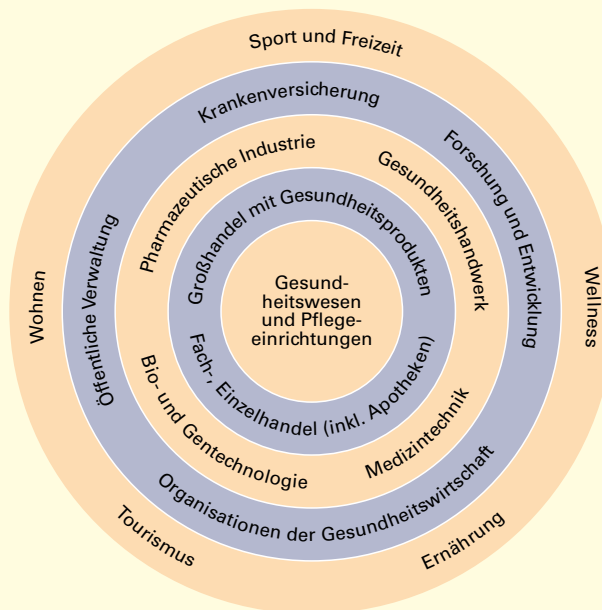 Sport und Freizeit
Krankenversicherung
Forschung und Entwicklung
Pharmazeutische Industrie
Gesundheitshandwerk
Großhandel mit Gesundheitsprodukten
Gesund-
heitswesen
und Pflege-
einrichtungen
Wohnen
Öffentliche Verwaltung
Wellness
Fach-, Einzelhandel (inkl. Apotheken)
Bio- und Gentechnologie
Medizintechnik
Organisationen der Gesundheitswirtschaft
Tourismus
Ernährung